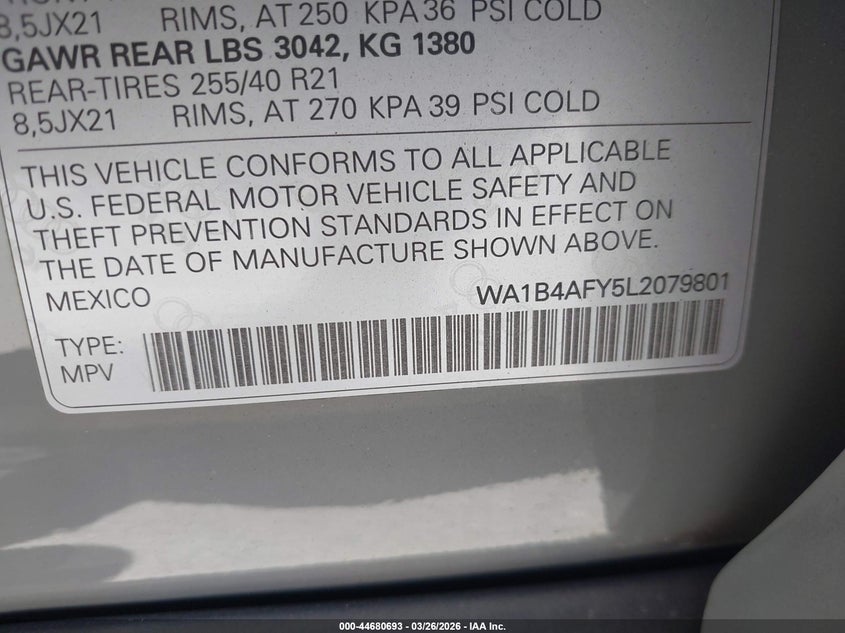 8,5JX21 RIMS, AT 250 KPA 36 PSI COLD
GAWR REAR LBS 3042, KG 1380
REAR-TIRES 255/40 R21
8,5JX21 RIMS, AT 270 KPA 39 PSI COLD
THIS VEHICLE CONFORMS TO ALL APPLICABLE
U.S. FEDERAL MOTOR VEHICLE SAFETY AND
THEFT PREVENTION STANDARDS IN EFFECT ON
THE DATE OF MANUFACTURE SHOWN ABOVE.
MEXICO WA1B4AFY5L2079801
TYPE:
MPV
000-44680693 - 03/26/2026 - IAA Inc.